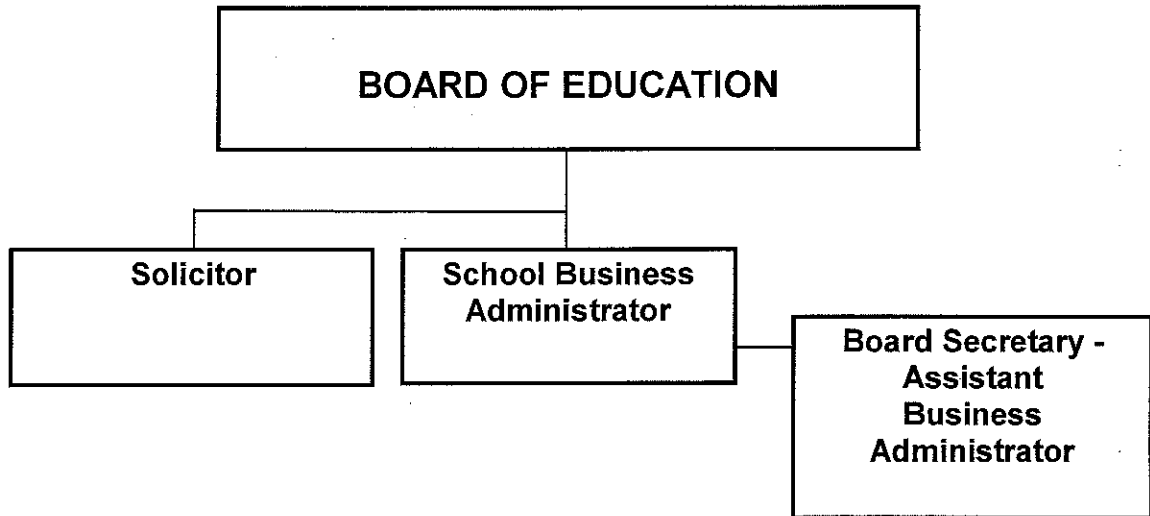 BOARD OF EDUCATION
Solicitor
School Business
Administrator
Board Secretary -
Assistant
Business
Administrator